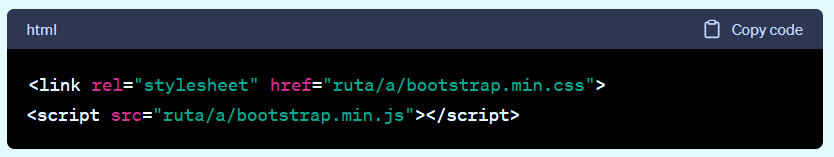 html
Copy code
<link rel="stylesheet" href="ruta/a/bootstrap.min.css">
<script src="ruta/a/bootstrap.min.js"></script>